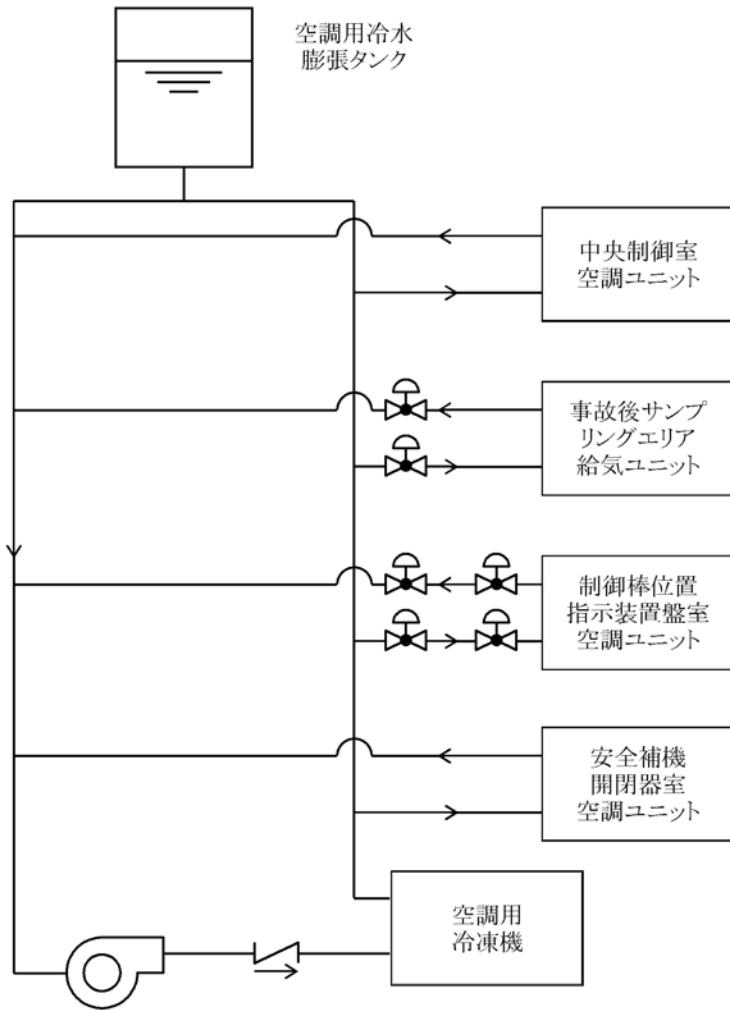 空調用冷水
膨張タンク
中央制御室
空調ユニット
事故後サンプ
リングエリア
給気ユニット
制御棒位置
指示装置盤室
空調ユニット
安全補機
開閉器室
空調ユニット
空調用
冷凍機